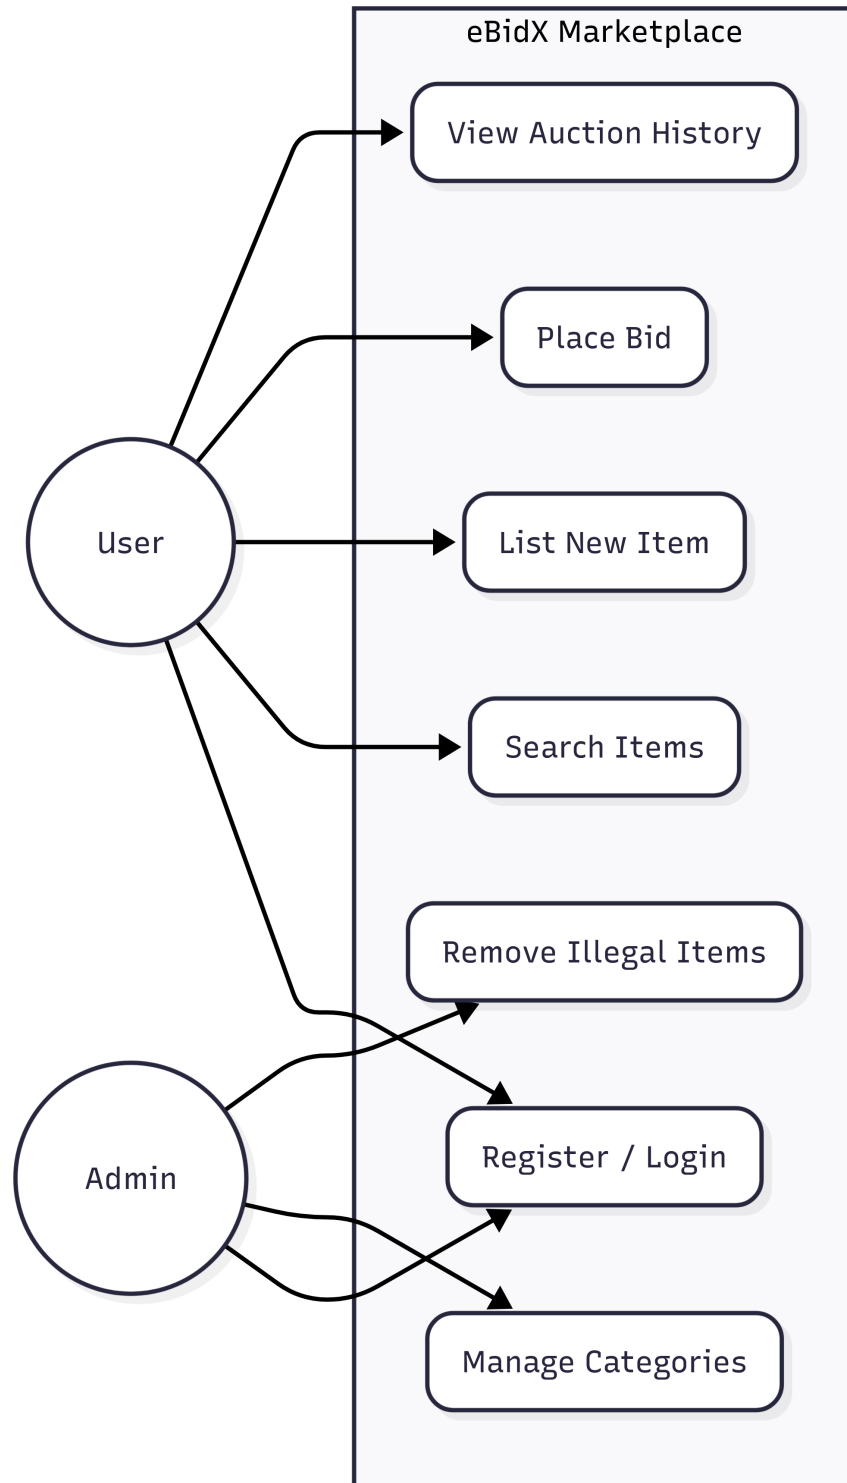 eBidX Marketplace
View Auction History
Place Bid
User
List New Item
Search Items
Remove Illegal Items
Register / Login
Admin
Manage Categories